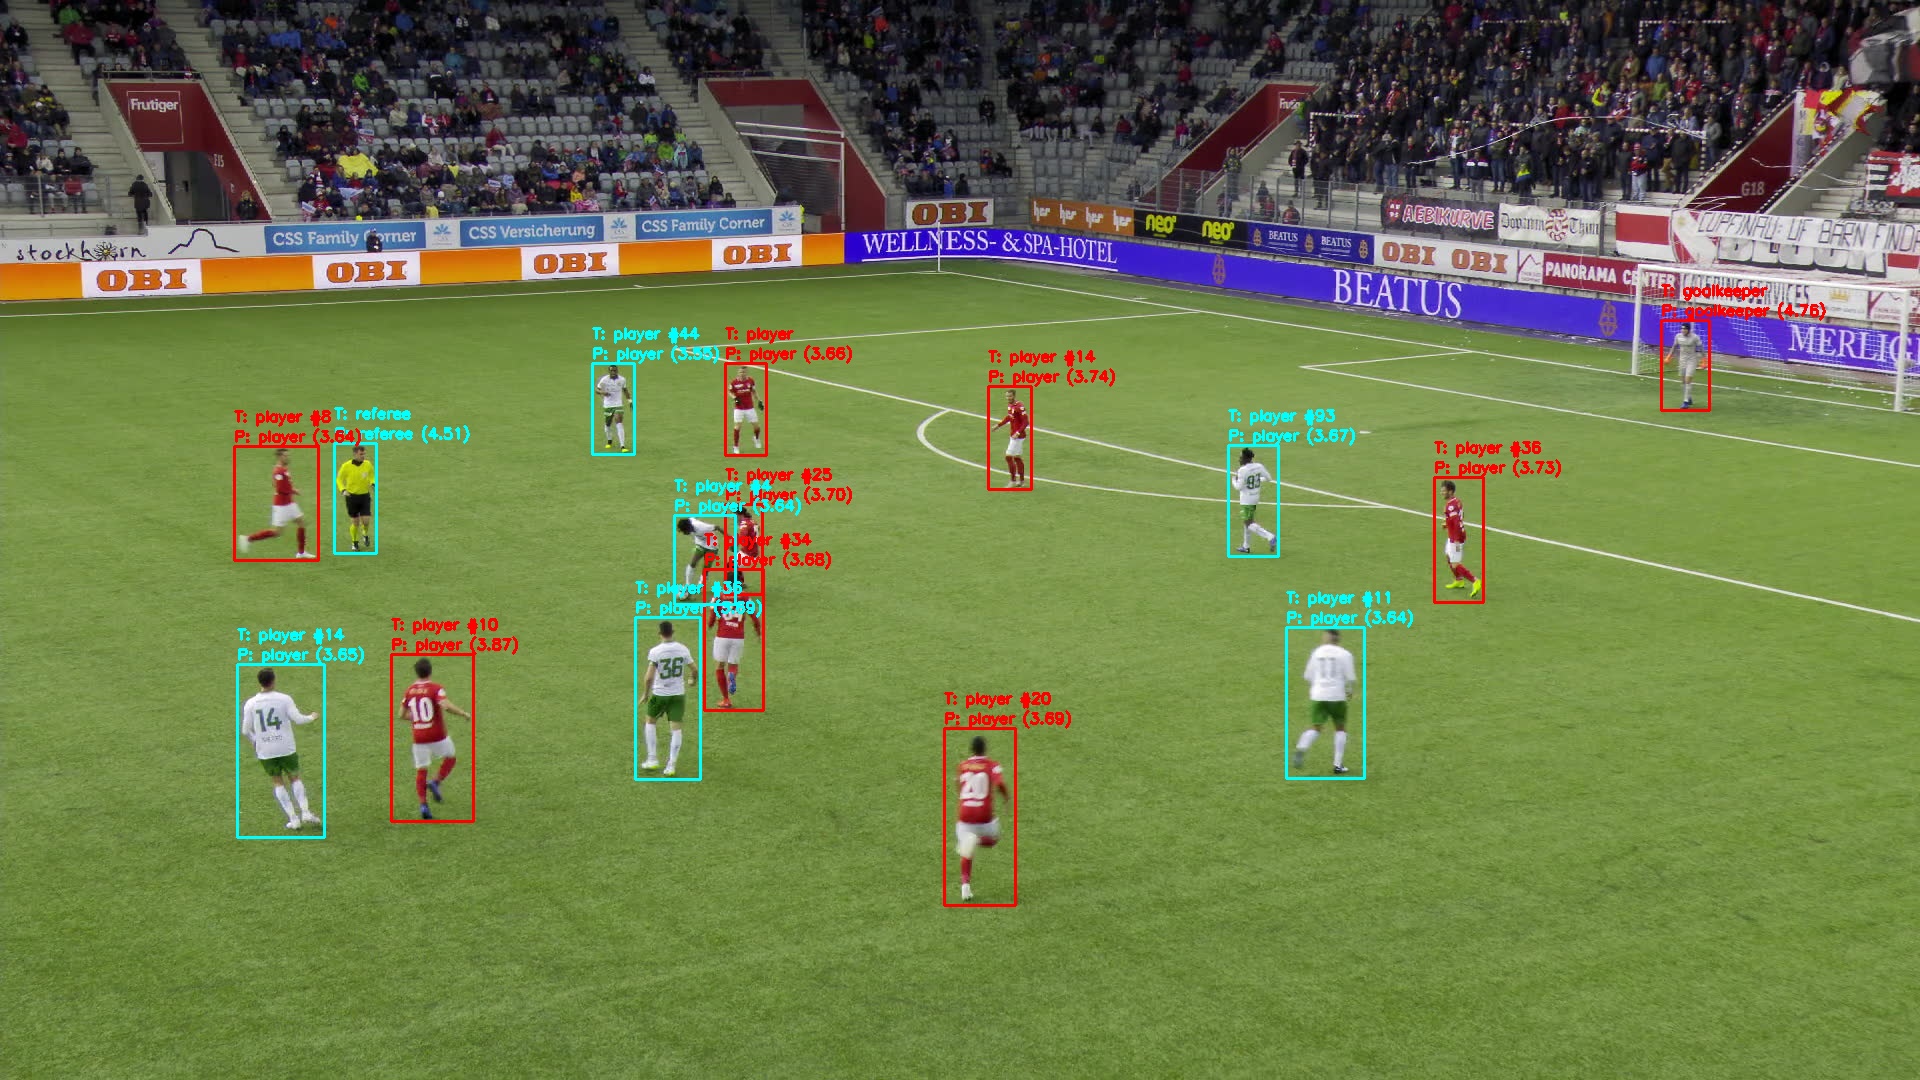 Frutiger
E15
G18
stockhorn
CSS Family Corner
CSS Versicherung
CSS Family Corner
OBI
OBI
OBI
OBI
OBI
WELLNESS- & SPA-HOTEL
neo
neo
BEATUS
BEATUS
AEBIKURVE
OBI OBI
PANORAMA CENTER
BEATUS
MERLIG
T: goalkeeper
P: goalkeeper (4.76)
T: player #44
P: player (3.55)
T: player
P: player (3.66)
T: player #14
P: player (3.74)
T: player #8
P: player (3.64)
T: referee
P: referee (4.51)
T: player #93
P: player (3.67)
93
T: player #36
P: player (3.73)
T: player #25
P: player (3.70)
T: player #4
P: player (3.64)
T: player #34
P: player (3.68)
T: player #36
36
T: player #11
P: player (3.64)
11
T: player #14
P: player (3.65)
14
T: player #10
P: player (3.87)
10
T: player #20
P: player (3.69)
20